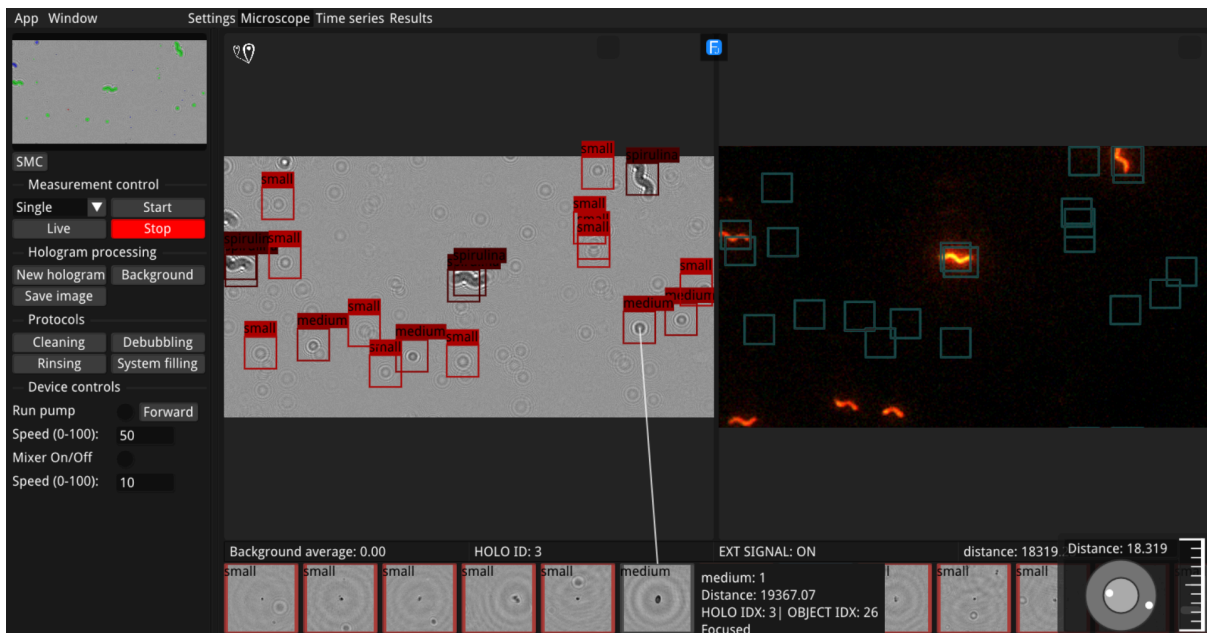 App Window Settings Microscope Time series Results
F
SMC
Measurement control
Single ▼ Start
Live Stop
Hologram processing
New hologram Background
Save image
Protocols
Cleaning Debubbling
Rinsing System filling
Device controls
Run pump Forward
Speed (0-100): 50
Mixer On/Off
Speed (0-100): 10
small
spirulina
small
small
small
spirulina small
spirulina
small
medium
medium
small
medium
small
medium
small
small
Background average: 0.00 HOLO ID: 3 EXT SIGNAL: ON distance: 18319. Distance: 18.319
small small small small small medium
medium: 1
Distance: 19367.07
HOLO IDX: 3| OBJECT IDX: 26
Focused
small small